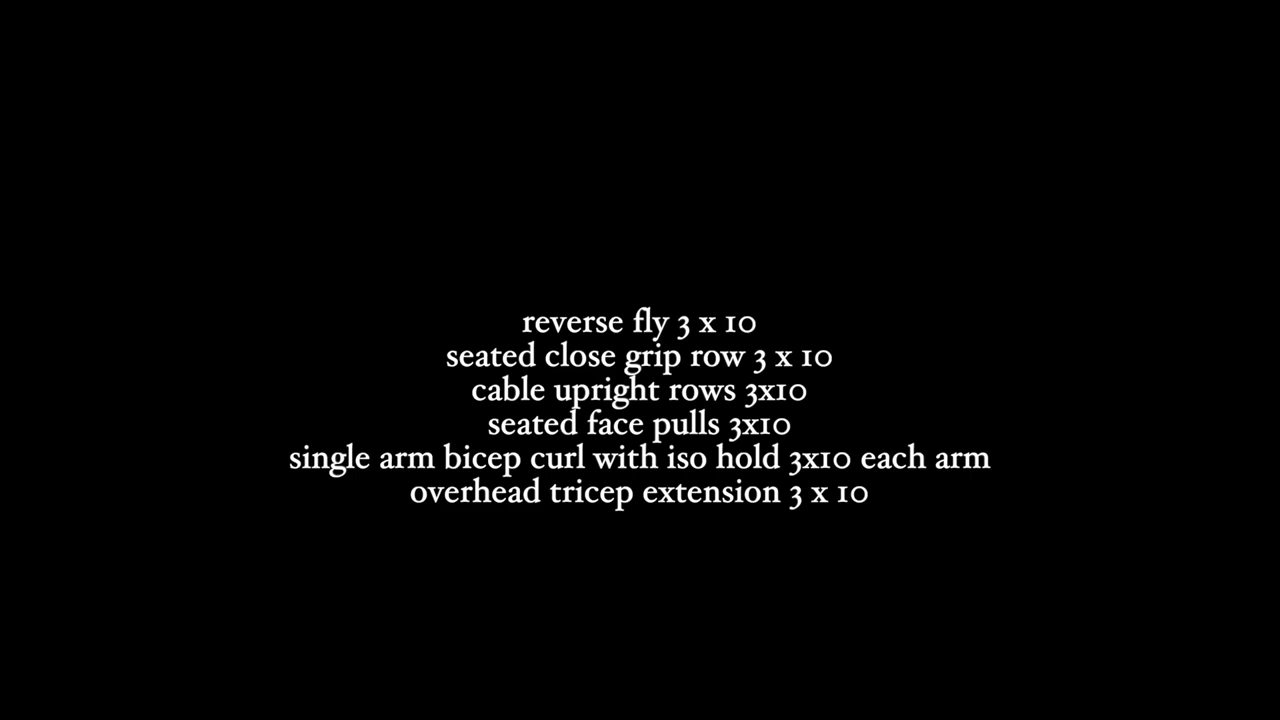 reverse fly 3 x 10
seated close grip row 3 x 10
cable upright rows 3x10
seated face pulls 3x10
single arm bicep curl with iso hold 3x10 each arm
overhead tricep extension 3 x 10